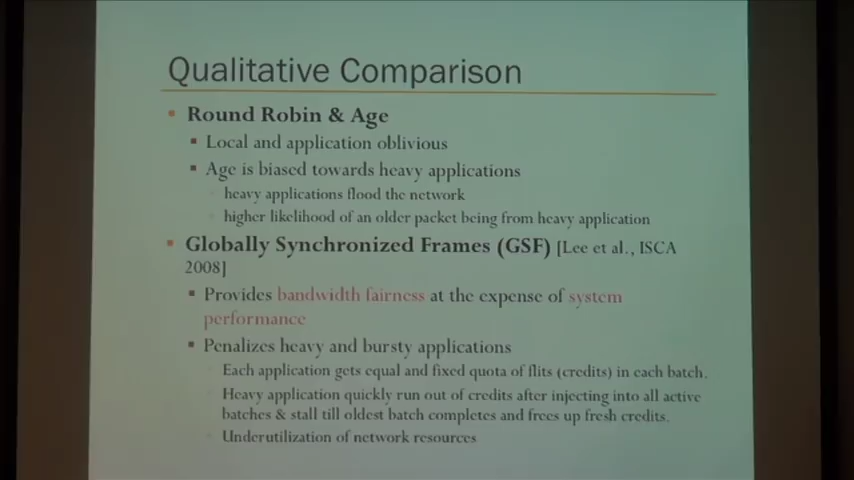 Qualitative Comparison
Round Robin & Age
Local and application oblivious
Age is biased towards heavy applications
heavy applications flood the network
higher likelihood of an older packet being from heavy application
Globally Synchronized Frames (GSF) [Lee et al., ISCA
2008]
Provides bandwidth fairness at the expense of system
performance
Penalizes heavy and bursty applications
Each application gets equal and fixed quota of flits (credits) in each batch.
Heavy application quickly run out of credits after injecting into all active
batches & stall till oldest batch completes and frees up fresh credits.
Underutilization of network resources